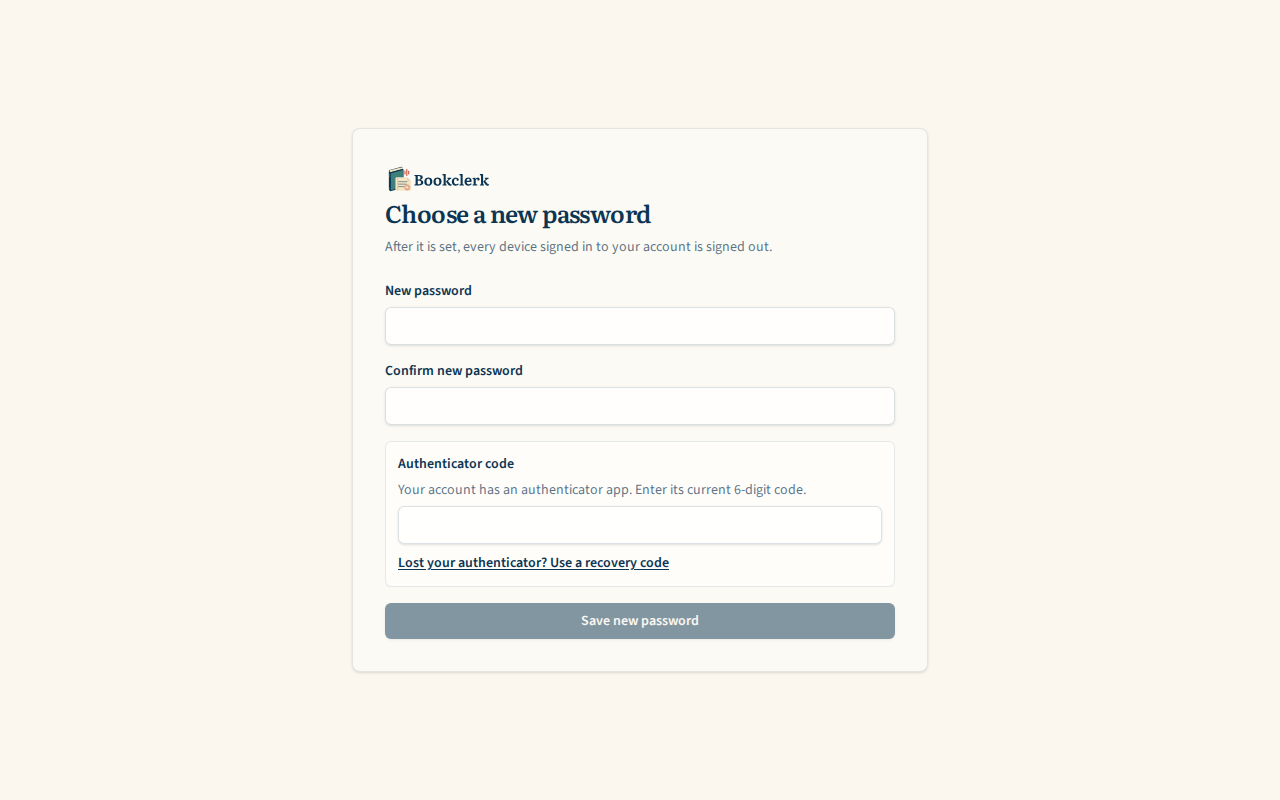 Bookclerk
Choose a new password
After it is set, every device signed in to your account is signed out.
New password
Confirm new password
Authenticator code
Your account has an authenticator app. Enter its current 6-digit code.
Lost your authenticator? Use a recovery code
Save new password